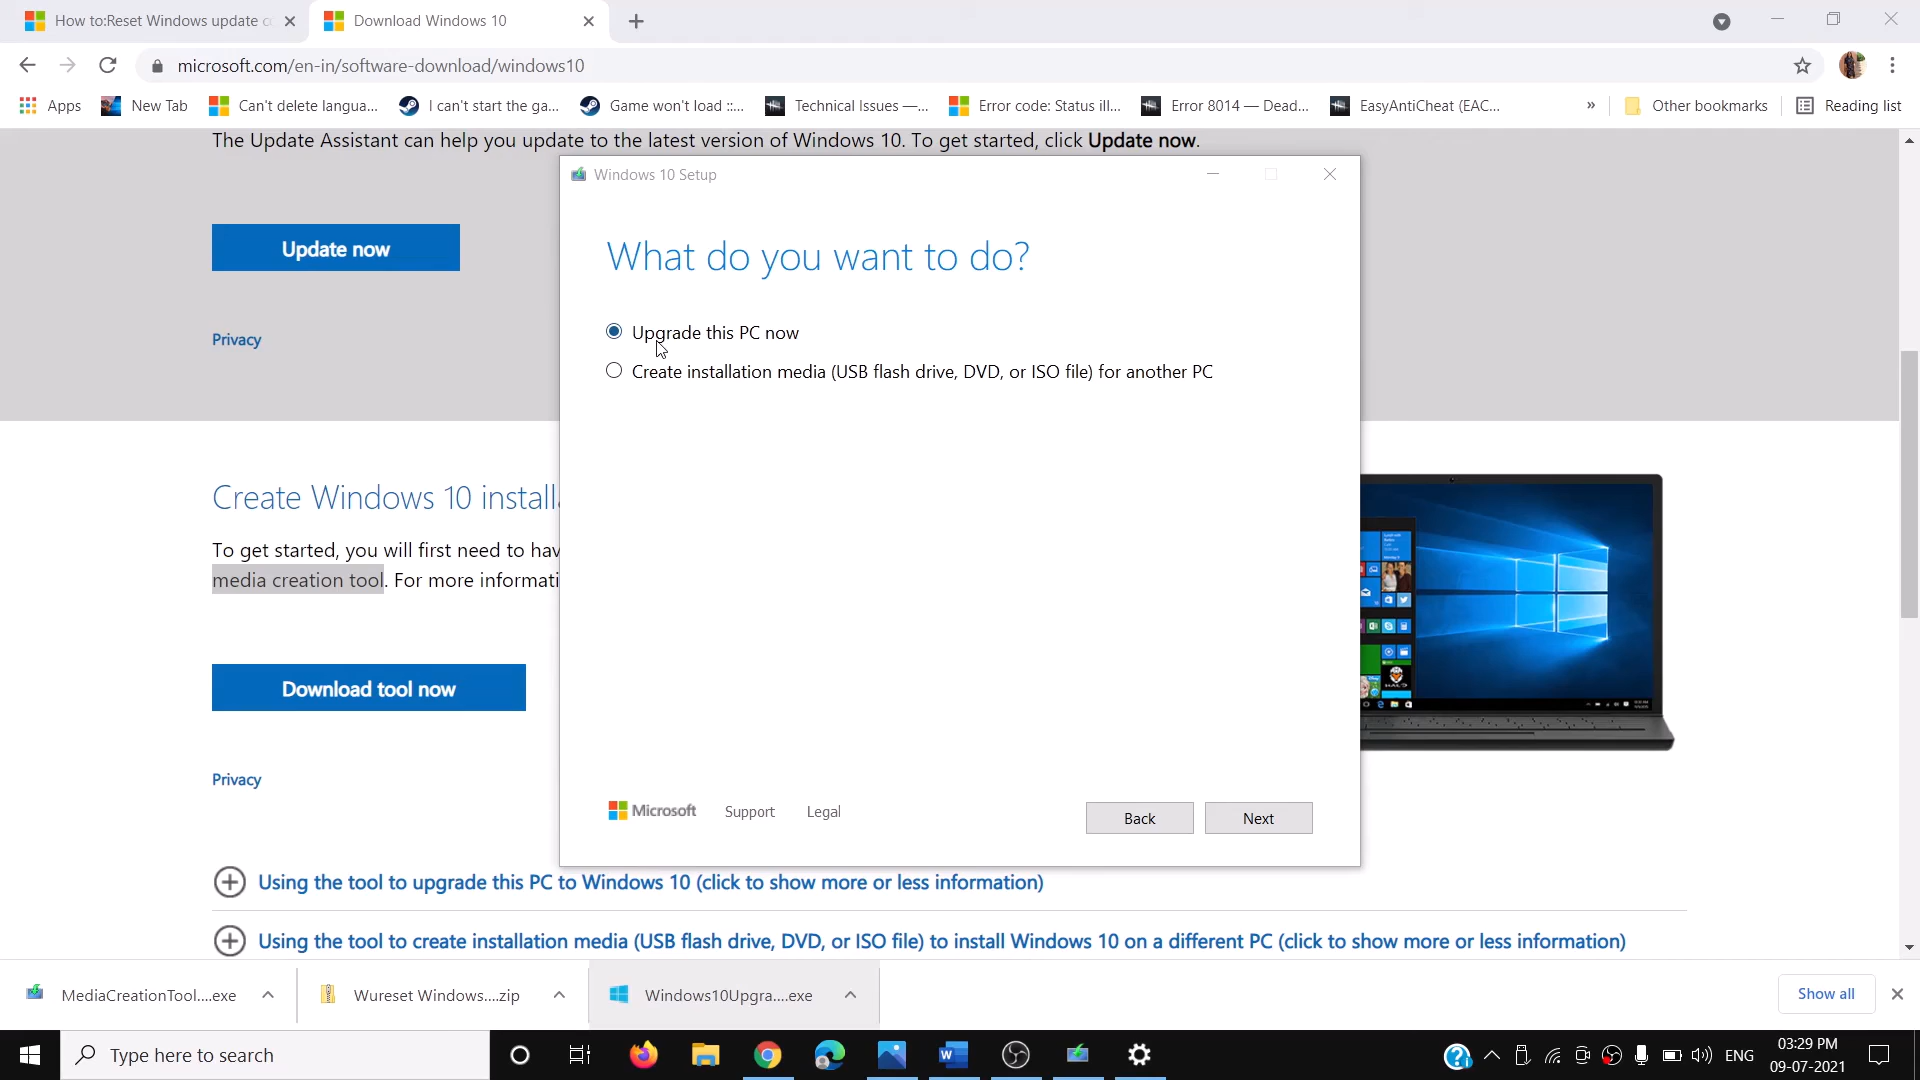 How to:Reset Windows update c
Download Windows 10
microsoft.com/en-in/software-download/windows10
Apps
New Tab
Can't delete langua...
I can't start the ga...
Game won't load ::...
Technical Issues —...
Error code: Status ill...
Error 8014 — Dead...
EasyAntiCheat (EAC...
»
Other bookmarks
Reading list
The Update Assistant can help you update to the latest version of Windows 10. To get started, click Update now.
Windows 10 Setup
Update now
What do you want to do?
Privacy
Upgrade this PC now
Create installation media (USB flash drive, DVD, or ISO file) for another PC
Create Windows 10 install
To get started, you will first need to hav
media creation tool. For more informati
Download tool now
Privacy
Microsoft
Support
Legal
Back
Next
Using the tool to upgrade this PC to Windows 10 (click to show more or less information)
Using the tool to create installation media (USB flash drive, DVD, or ISO file) to install Windows 10 on a different PC (click to show more or less information)
MediaCreationTool....exe
Wureset Windows....zip
Windows10Upgra....exe
Show all
Type here to search
ENG
03:29 PM
09-07-2021